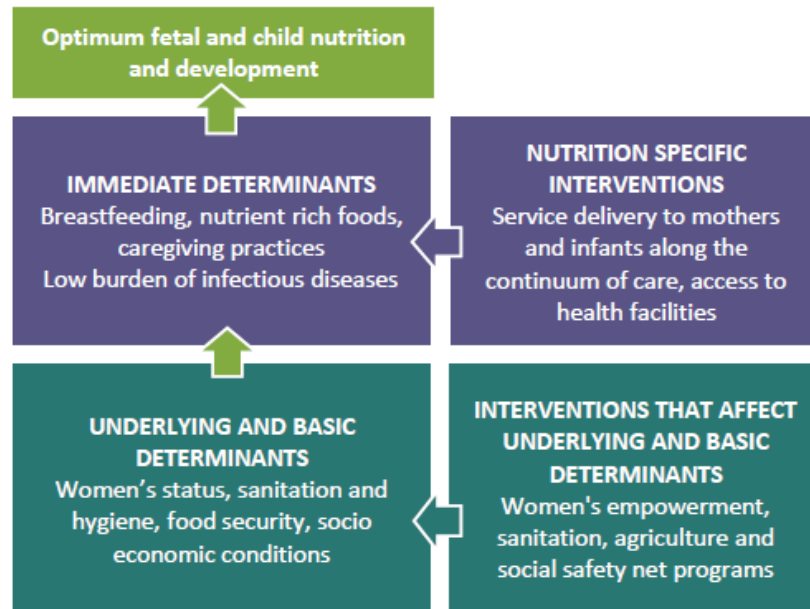 Optimum fetal and child nutrition
and development
IMMEDIATE DETERMINANTS
Breastfeeding, nutrient rich foods,
caregiving practices
Low burden of infectious diseases
NUTRITION SPECIFIC
INTERVENTIONS
Service delivery to mothers
and infants along the
continuum of care, access to
health facilities
UNDERLYING AND BASIC
DETERMINANTS
Women’s status, sanitation and
hygiene, food security, socio
economic conditions
INTERVENTIONS THAT AFFECT
UNDERLYING AND BASIC
DETERMINANTS
Women's empowerment,
sanitation, agriculture and
social safety net programs